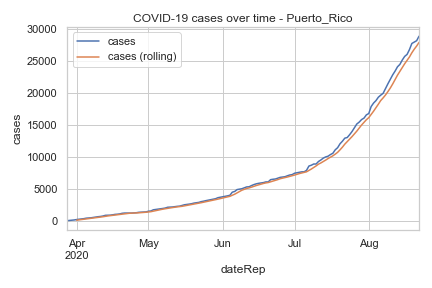 COVID-19 cases over time - Puerto_Rico
cases
cases (rolling)
cases
30000
25000
20000
15000
10000
5000
0
Apr
2020
May
Jun
Jul
Aug
dateRep